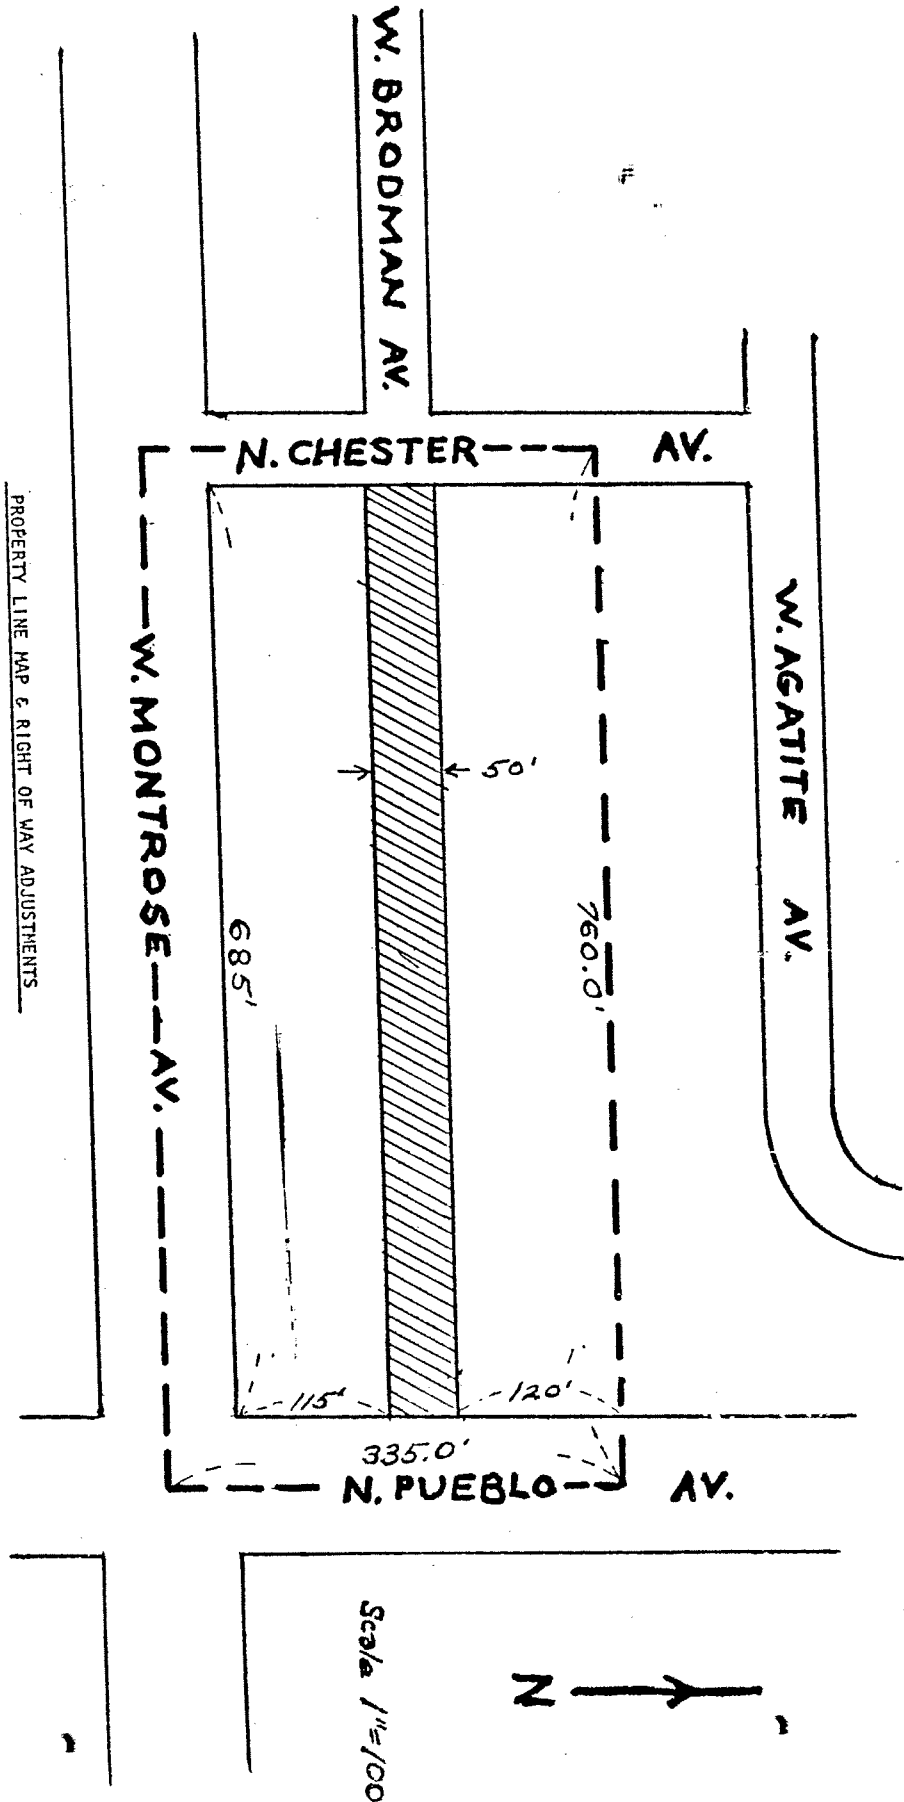 W. BRODMAN AV.
N. CHESTER AV.
W. AGATITE AV.
W. MONTROSE AV.
PROPERTY LINE MAP & RIGHT OF WAY ADJUSTMENTS
50'
685'
760.0'
115'
120'
335.0'
N. PUEBLO AV.
Scale 1"=100
N